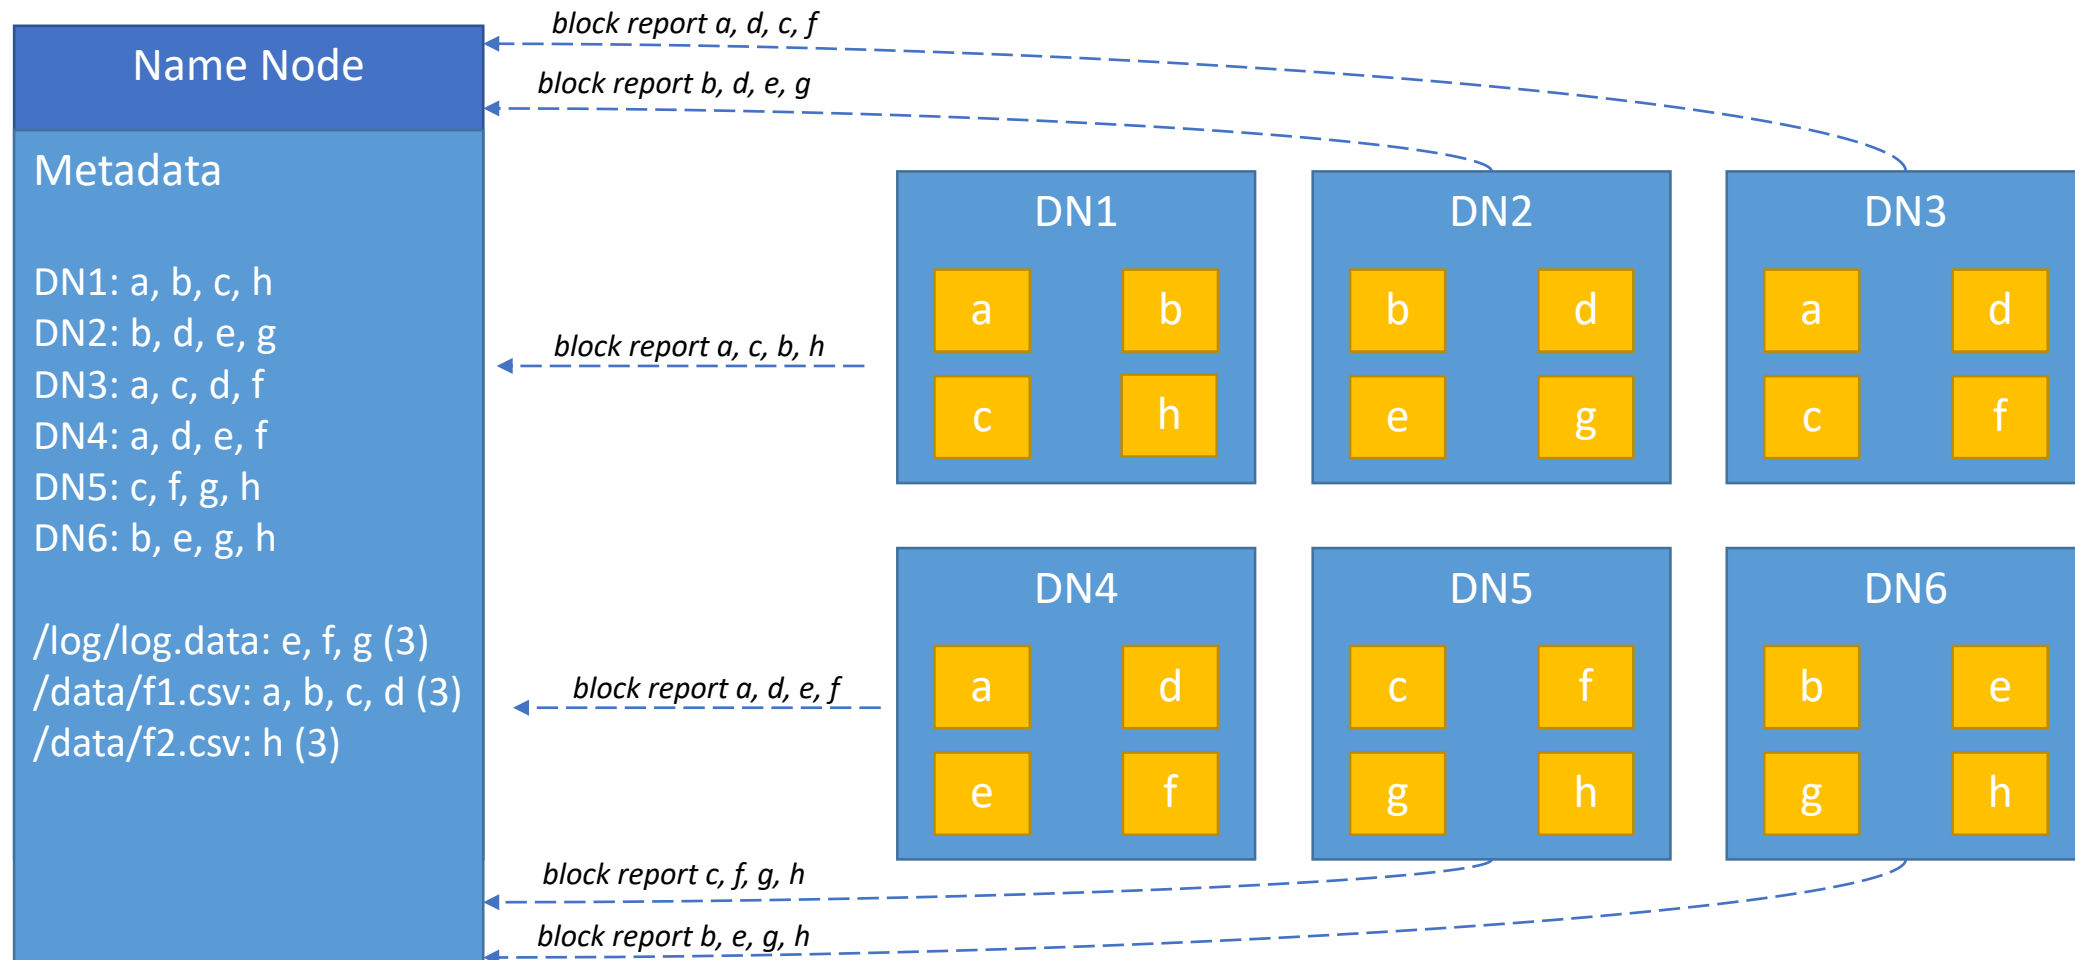 Name Node
Metadata
DN1: a, b, c, h
DN2: b, d, e, g
DN3: a, c, d, f
DN4: a, d, e, f
DN5: c, f, g, h
DN6: b, e, g, h
/log/log.data: e, f, g (3)
/data/f1.csv: a, b, c, d (3)
/data/f2.csv: h (3)
block report a, d, c, f
block report b, d, e, g
block report a, c, b, h
block report a, d, e, f
block report c, f, g, h
block report b, e, g, h
DN1
a b
c h
DN2
b d
e g
DN3
a d
c f
DN4
a d
e f
DN5
c f
g h
DN6
b e
g h